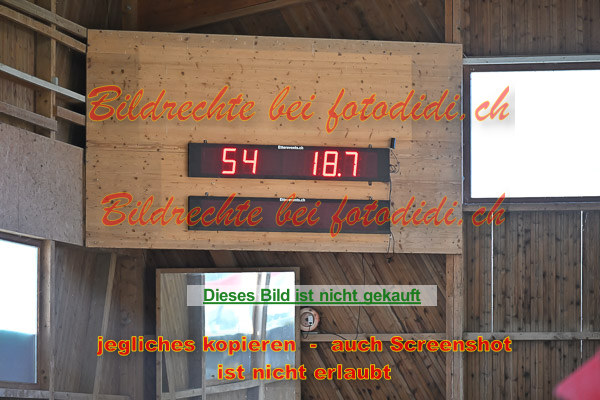 Bildrechte bei fotodidi.ch
54 18.7
Bildrechte bei fotodidi.ch
Dieses Bild ist nicht gekauft
jegliches kopieren - auch Screenshot
ist nicht erlaubt